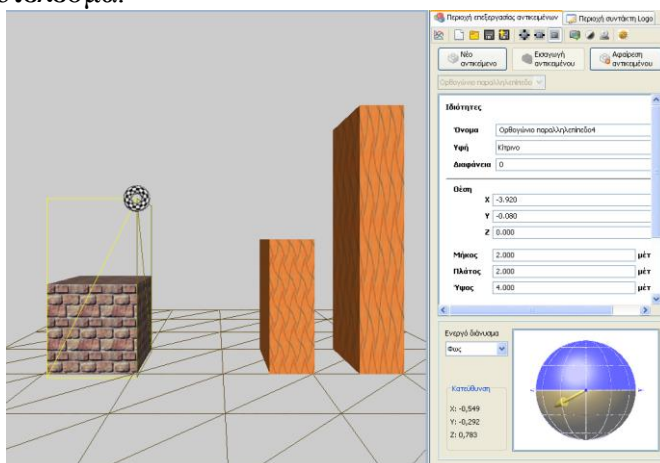 Περιοχή επεξεργασίας αντικειμένων Περιοχή συντάκτη Logo
Νέο αντικείμενο
Εισαγωγή αντικειμένου
Αφαίρεση αντικειμένου
Ορθογώνιο παραλληλεπίπεδο
Ιδιότητες
Όνομα Ορθογώνιο παραλληλεπίπεδο4
Υφή Κίτρινο
Διαφάνεια 0
Θέση
X -3.920
Y -0.080
Z 0.000
Μήκος 2.000 μέτ
Πλάτος 2.000 μέτ
Ύψος 4.000 μέτ
Ενεργό διάνυσμα
Φως
Κατεύθυνση
X: -0,549
Y: -0,292
Z: 0,783